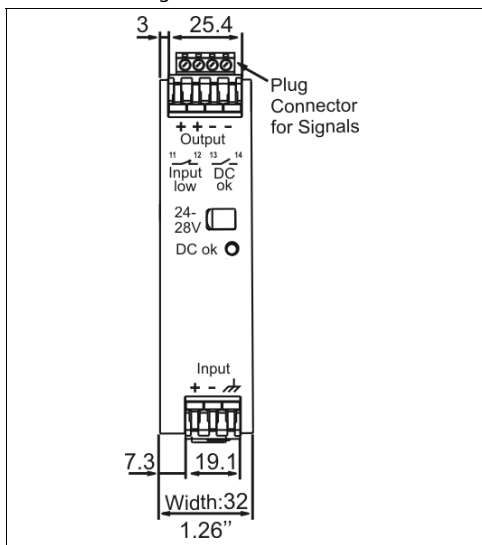 3 25.4
Plug
Connector
for Signals
+ + - -
Output
11 12 13 14
Input DC
low ok
24-
28V
DC ok
Input
+ -
7.3 19.1
Width:32
1.26"